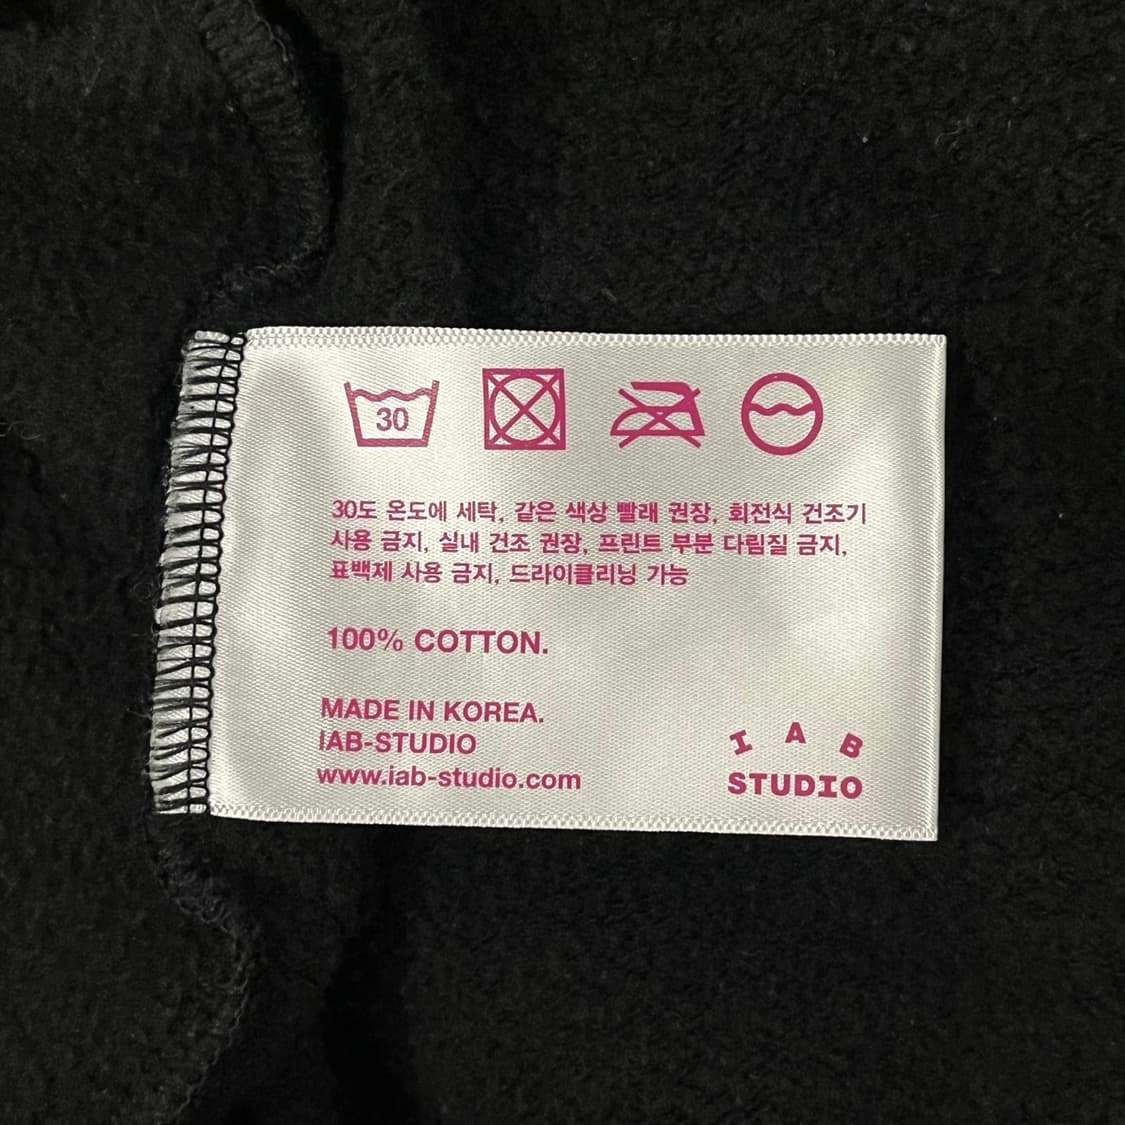 30
30도 온도에 세탁, 같은 색상 빨래 권장, 회전식 건조기
사용 금지, 실내 건조 권장, 프린트 부분 다림질 금지,
표백제 사용 금지, 드라이클리닝 가능
100% COTTON.
MADE IN KOREA.
IAB-STUDIO
www.iab-studio.com
I A B
STUDIO